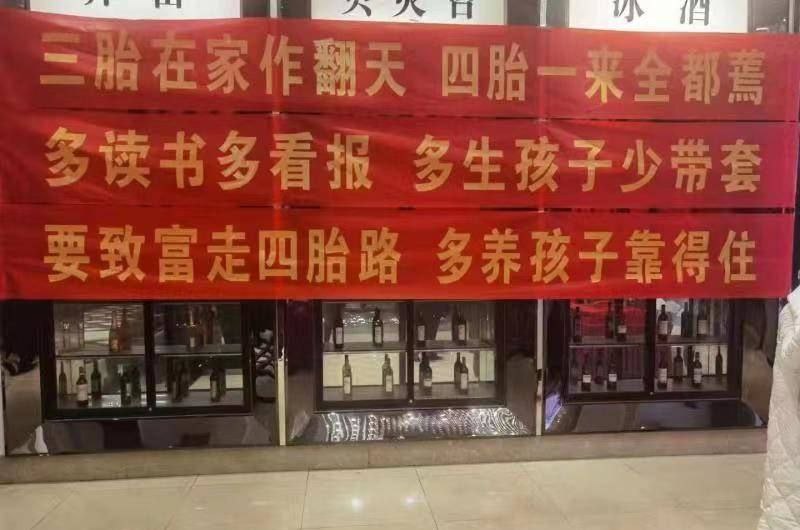 冰酒
三胎在家作翻天 四胎一来全都蔫
多读书多看报 多生孩子少带套
要致富走四胎路 多养孩子靠得住